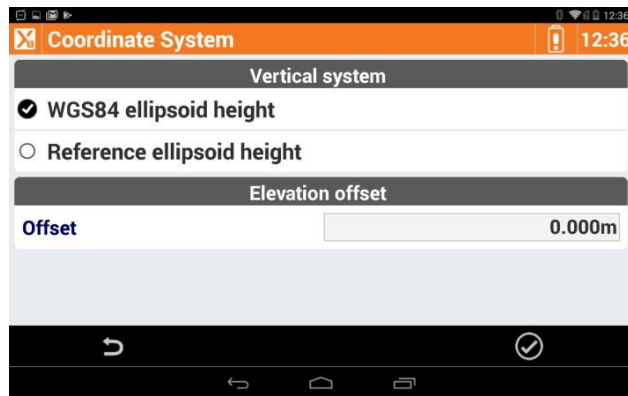 12:36
Coordinate System
12:36
Vertical system
WGS84 ellipsoid height
Reference ellipsoid height
Elevation offset
Offset 0.000m